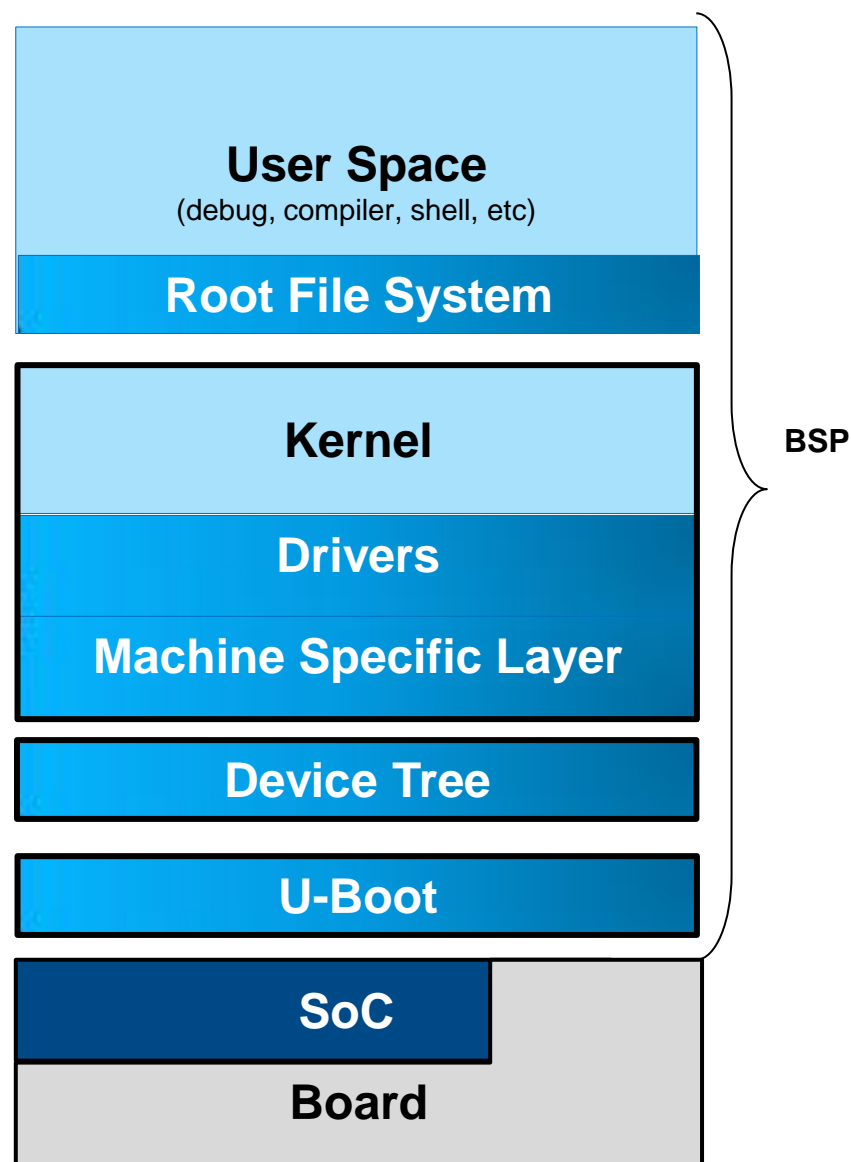 User Space
(debug, compiler, shell, etc)
Root File System
Kernel
BSP
Drivers
Machine Specific Layer
Device Tree
U-Boot
SoC
Board